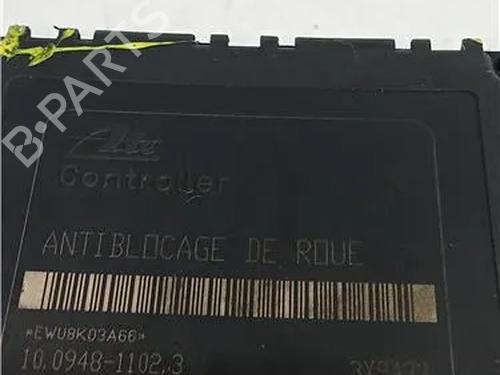 B-PARTS
Ate
Controller
ANTIBLOCAGE DE ROUE
*EWU8K03A66*
10.0948-1102.3